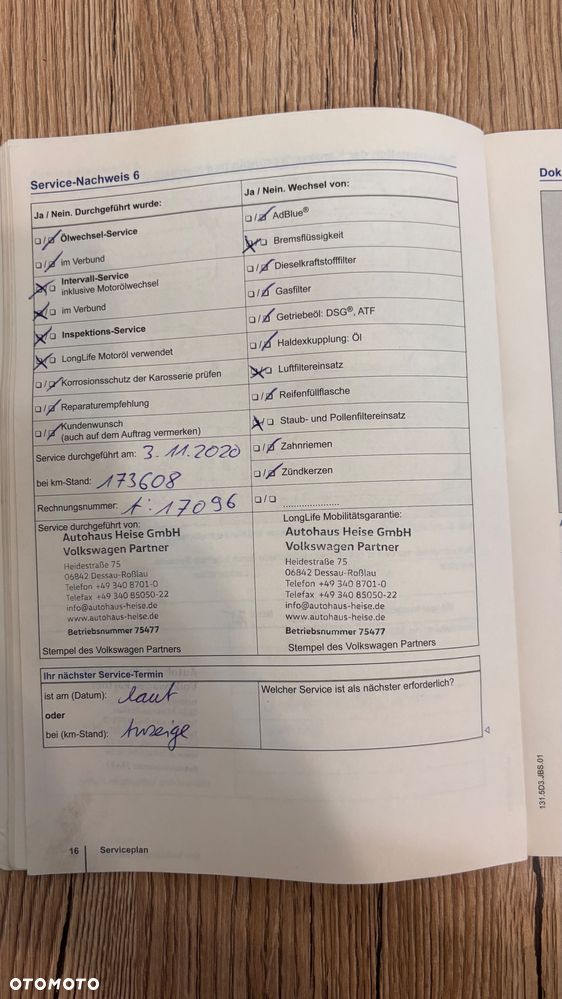 Service-Nachweis 6
Ja / Nein. Durchgeführt wurde:
☐/☑ Ölwechsel-Service
☐/☑ im Verbund
☒/☐ Intervall-Service
inklusive Motorölwechsel
☒/☐ im Verbund
☒/☐ Inspektions-Service
☒/☐ LongLife Motoröl verwendet
☐/☑ Korrosionsschutz der Karosserie prüfen
☐/☑ Reparaturempfehlung
☐/☑ Kundenwunsch
(auch auf dem Auftrag vermerken)
Service durchgeführt am: 3.11.2020
bei km-Stand: 173608
Rechnungsnummer: t:17096
Service durchgeführt von:
Autohaus Heise GmbH
Volkswagen Partner
Heidestraße 75
06842 Dessau-Roßlau
Telefon +49 340 8701-0
Telefax +49 340 85050-22
info@autohaus-heise.de
www.autohaus-heise.de
Betriebsnummer 75477
Stempel des Volkswagen Partners
Ja / Nein. Wechsel von:
☐/☑ AdBlue®
☒/☐ Bremsflüssigkeit
☐/☑ Dieselkraftstofffilter
☐/☑ Gasfilter
☐/☑ Getriebeöl: DSG®, ATF
☐/☑ Haldexkupplung: Öl
☒/☐ Luftfiltereinsatz
☐/☑ Reifenfüllflasche
☒/☐ Staub- und Pollenfiltereinsatz
☐/☑ Zahnriemen
☐/☑ Zündkerzen
☐/☐ ......................
LongLife Mobilitätsgarantie:
Autohaus Heise GmbH
Volkswagen Partner
Heidestraße 75
06842 Dessau-Roßlau
Telefon +49 340 8701-0
Telefax +49 340 85050-22
info@autohaus-heise.de
www.autohaus-heise.de
Betriebsnummer 75477
Stempel des Volkswagen Partners
Ihr nächster Service-Termin
ist am (Datum): laut
oder
bei (km-Stand): Anzeige
Welcher Service ist als nächster erforderlich?
16 Serviceplan
Dok
131.5D3.JBS.01
OTOMOTO